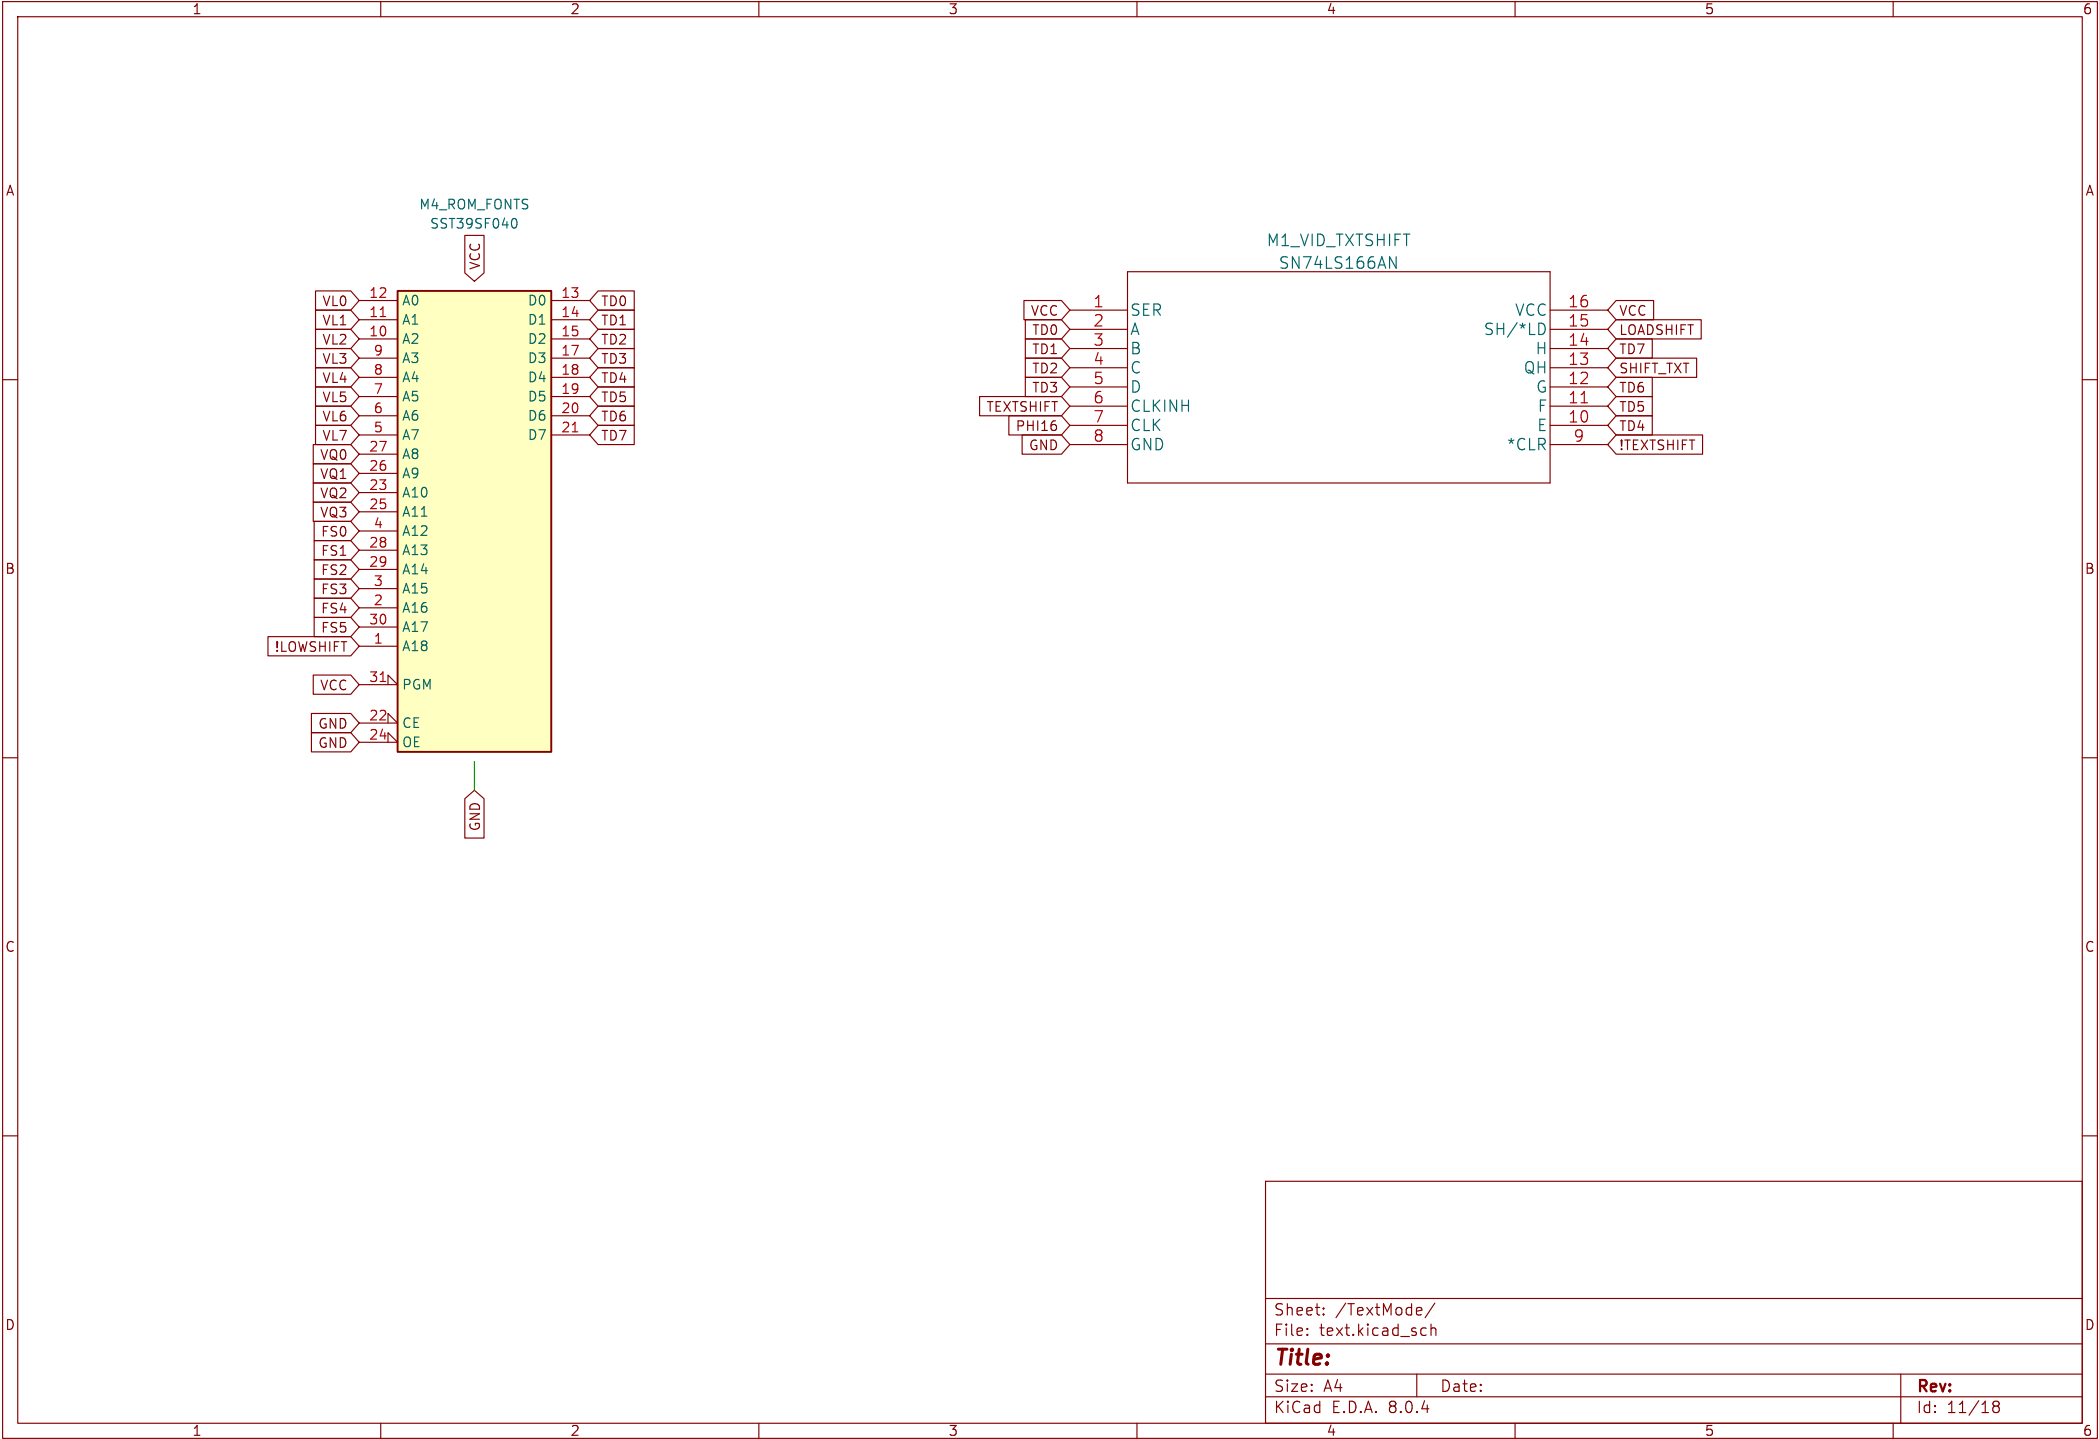 1 2 3 4 5 6
A A
M4_ROM_FONTS
SST39SF040
VCC
VL0 12 A0 D0 13 TD0
VL1 11 A1 D1 14 TD1
VL2 10 A2 D2 15 TD2
VL3 9 A3 D3 17 TD3
VL4 8 A4 D4 18 TD4
VL5 7 A5 D5 19 TD5
VL6 6 A6 D6 20 TD6
VL7 5 A7 D7 21 TD7
VQ0 27 A8
VQ1 26 A9
VQ2 23 A10
VQ3 25 A11
FS0 4 A12
FS1 28 A13
FS2 29 A14
FS3 3 A15
FS4 2 A16
FS5 30 A17
!LOWSHIFT 1 A18
VCC 31 PGM
GND 22 CE
GND 24 OE
GND
M1_VID_TXTSHIFT
SN74LS166AN
VCC 1 SER VCC 16 VCC
TD0 2 A SH/*LD 15 LOADSHIFT
TD1 3 B H 14 TD7
TD2 4 C QH 13 SHIFT_TXT
TD3 5 D G 12 TD6
TEXTSHIFT 6 CLKINH F 11 TD5
PHI16 7 CLK E 10 TD4
GND 8 GND *CLR 9 !TEXTSHIFT
B B
C C
D D
Sheet: /TextMode/
File: text.kicad_sch
Title:
Size: A4 Date: Rev:
KiCad E.D.A. 8.0.4 Id: 11/18
1 2 3 4 5 6